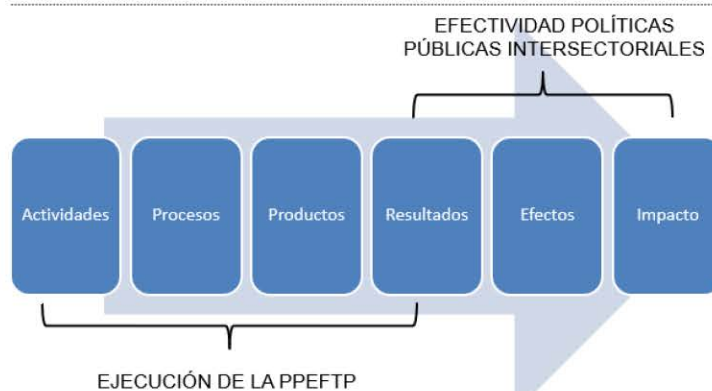 EFECTIVIDAD POLÍTICAS
PÚBLICAS INTERSECTORIALES
Actividades
Procesos
Productos
Resultados
Efectos
Impacto
EJECUCIÓN DE LA PPEFTP